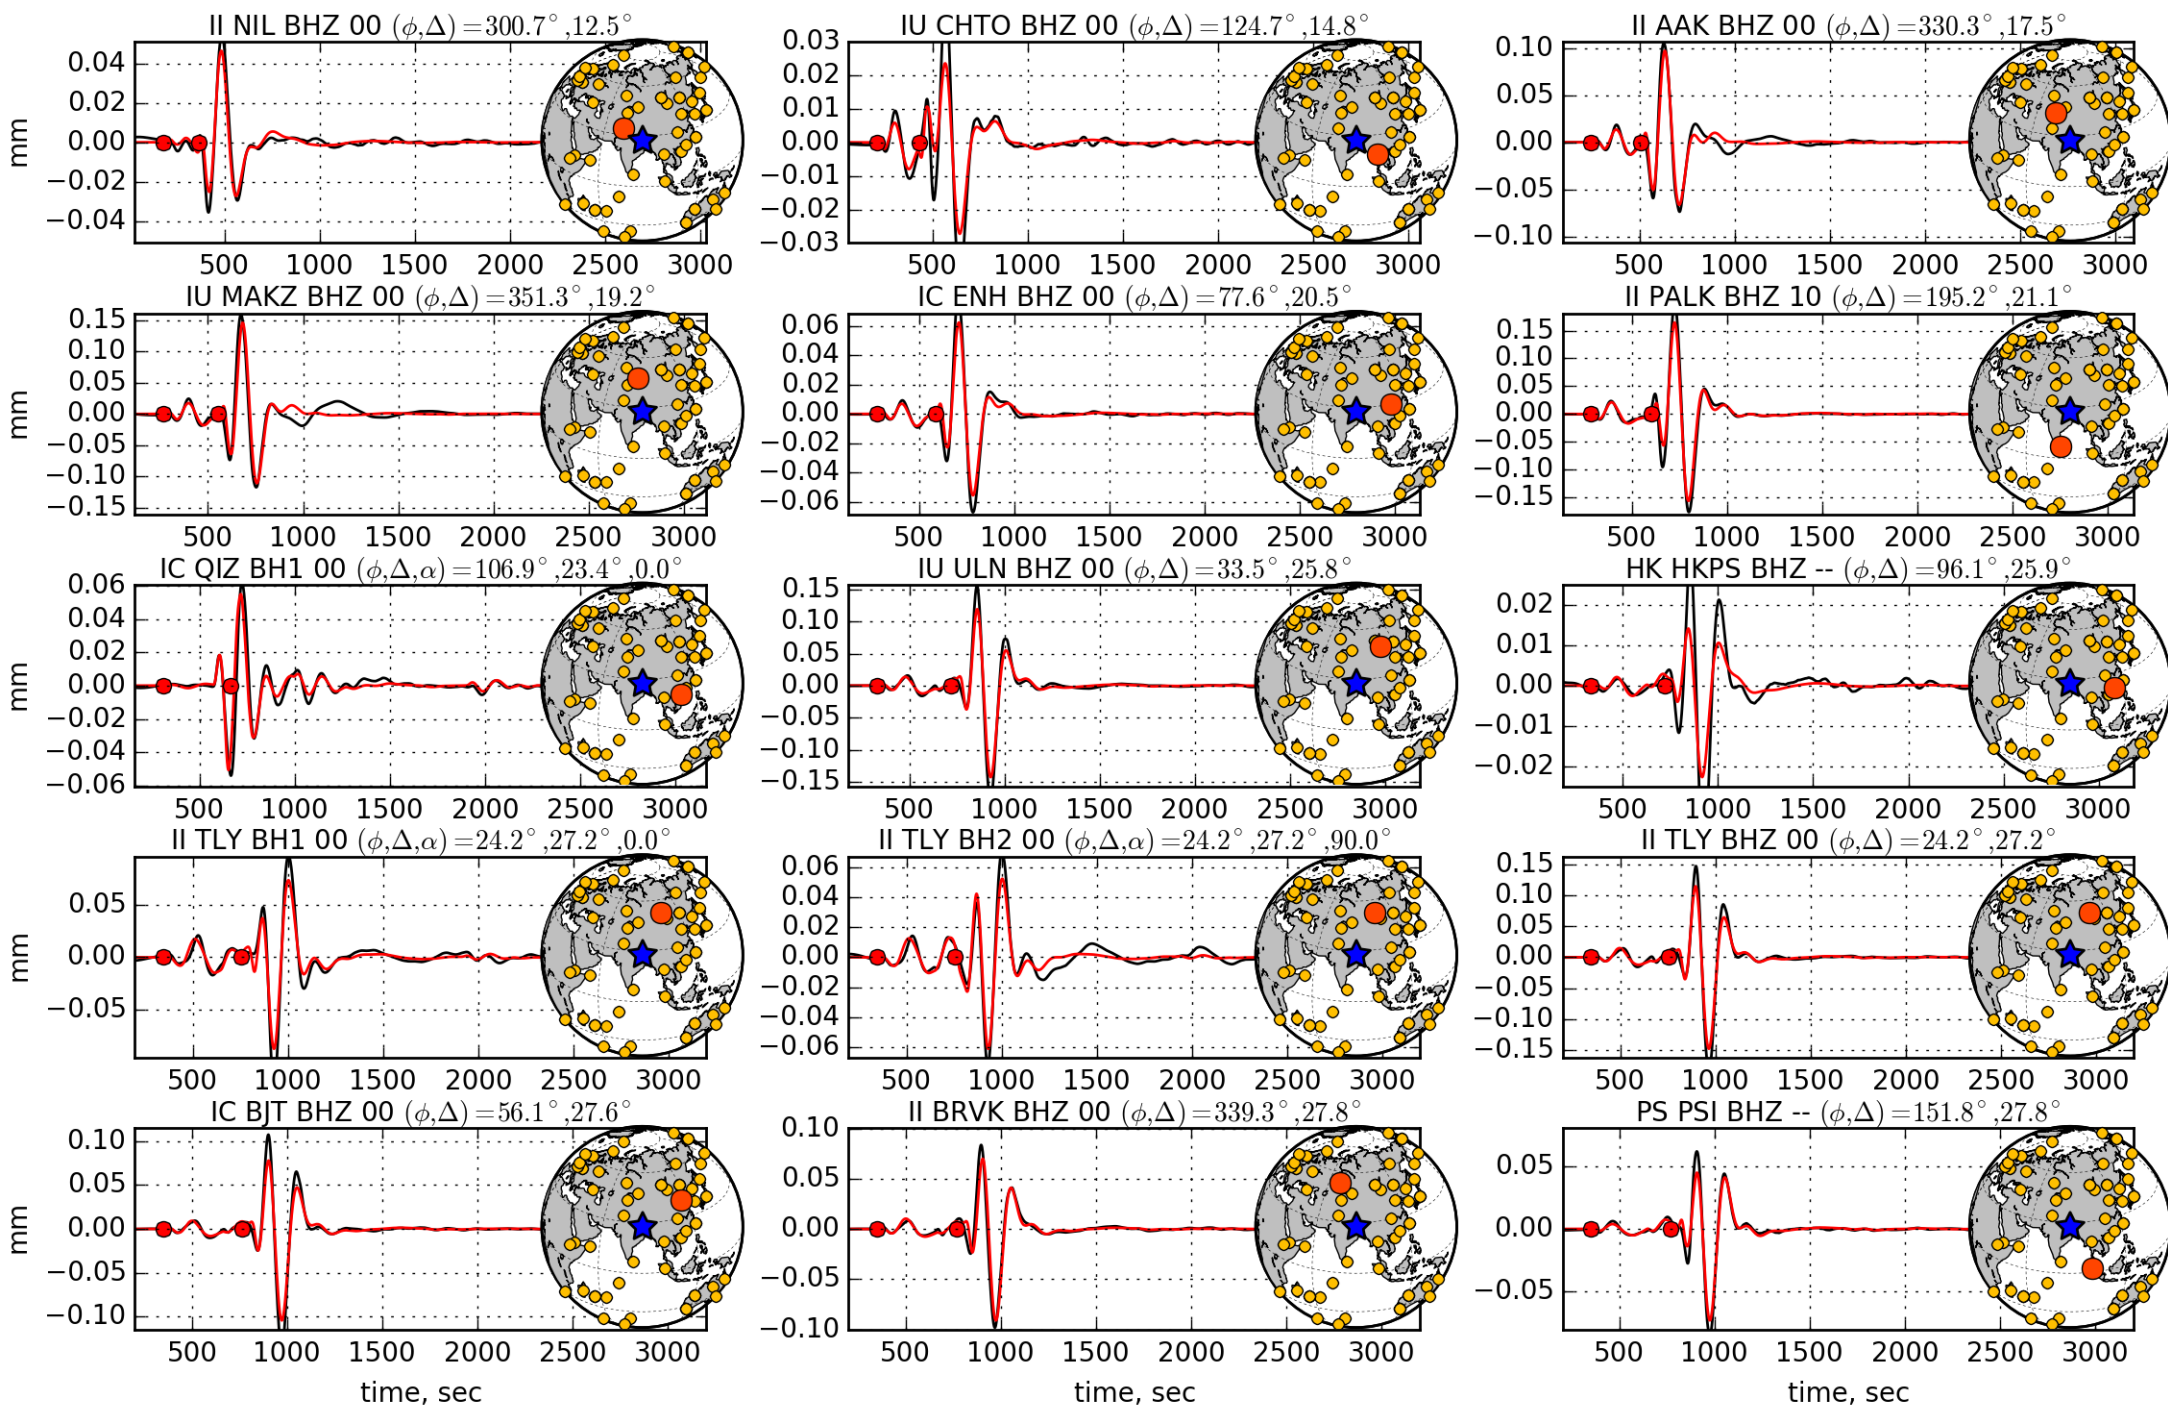 II NIL BHZ 00 (ϕ,Δ)=300.7°,12.5°
IU CHTO BHZ 00 (ϕ,Δ)=124.7°,14.8°
II AAK BHZ 00 (ϕ,Δ)=330.3°,17.5°
mm
0.04
0.02
0.00
−0.02
−0.04
500 1000 1500 2000 2500 3000
0.03
0.02
0.01
0.00
−0.01
−0.02
−0.03
500 1000 1500 2000 2500 3000
0.10
0.05
0.00
−0.05
−0.10
500 1000 1500 2000 2500 3000
IU MAKZ BHZ 00 (ϕ,Δ)=351.3°,19.2°
IC ENH BHZ 00 (ϕ,Δ)=77.6°,20.5°
II PALK BHZ 10 (ϕ,Δ)=195.2°,21.1°
mm
0.15
0.10
0.05
0.00
−0.05
−0.10
−0.15
500 1000 1500 2000 2500 3000
0.06
0.04
0.02
0.00
−0.02
−0.04
−0.06
500 1000 1500 2000 2500 3000
0.15
0.10
0.05
0.00
−0.05
−0.10
−0.15
500 1000 1500 2000 2500 3000
IC QIZ BH1 00 (ϕ,Δ,α)=106.9°,23.4°,0.0°
IU ULN BHZ 00 (ϕ,Δ)=33.5°,25.8°
HK HKPS BHZ -- (ϕ,Δ)=96.1°,25.9°
mm
0.06
0.04
0.02
0.00
−0.02
−0.04
−0.06
500 1000 1500 2000 2500 3000
0.15
0.10
0.05
0.00
−0.05
−0.10
−0.15
500 1000 1500 2000 2500 3000
0.02
0.01
0.00
−0.01
−0.02
500 1000 1500 2000 2500 3000
II TLY BH1 00 (ϕ,Δ,α)=24.2°,27.2°,0.0°
II TLY BH2 00 (ϕ,Δ,α)=24.2°,27.2°,90.0°
II TLY BHZ 00 (ϕ,Δ)=24.2°,27.2°
mm
0.05
0.00
−0.05
500 1000 1500 2000 2500 3000
0.06
0.04
0.02
0.00
−0.02
−0.04
−0.06
500 1000 1500 2000 2500 3000
0.15
0.10
0.05
0.00
−0.05
−0.10
−0.15
500 1000 1500 2000 2500 3000
IC BJT BHZ 00 (ϕ,Δ)=56.1°,27.6°
II BRVK BHZ 00 (ϕ,Δ)=339.3°,27.8°
PS PSI BHZ -- (ϕ,Δ)=151.8°,27.8°
mm
0.10
0.05
0.00
−0.05
−0.10
500 1000 1500 2000 2500 3000
0.10
0.05
0.00
−0.05
−0.10
500 1000 1500 2000 2500 3000
0.05
0.00
−0.05
500 1000 1500 2000 2500 3000
time, sec
time, sec
time, sec